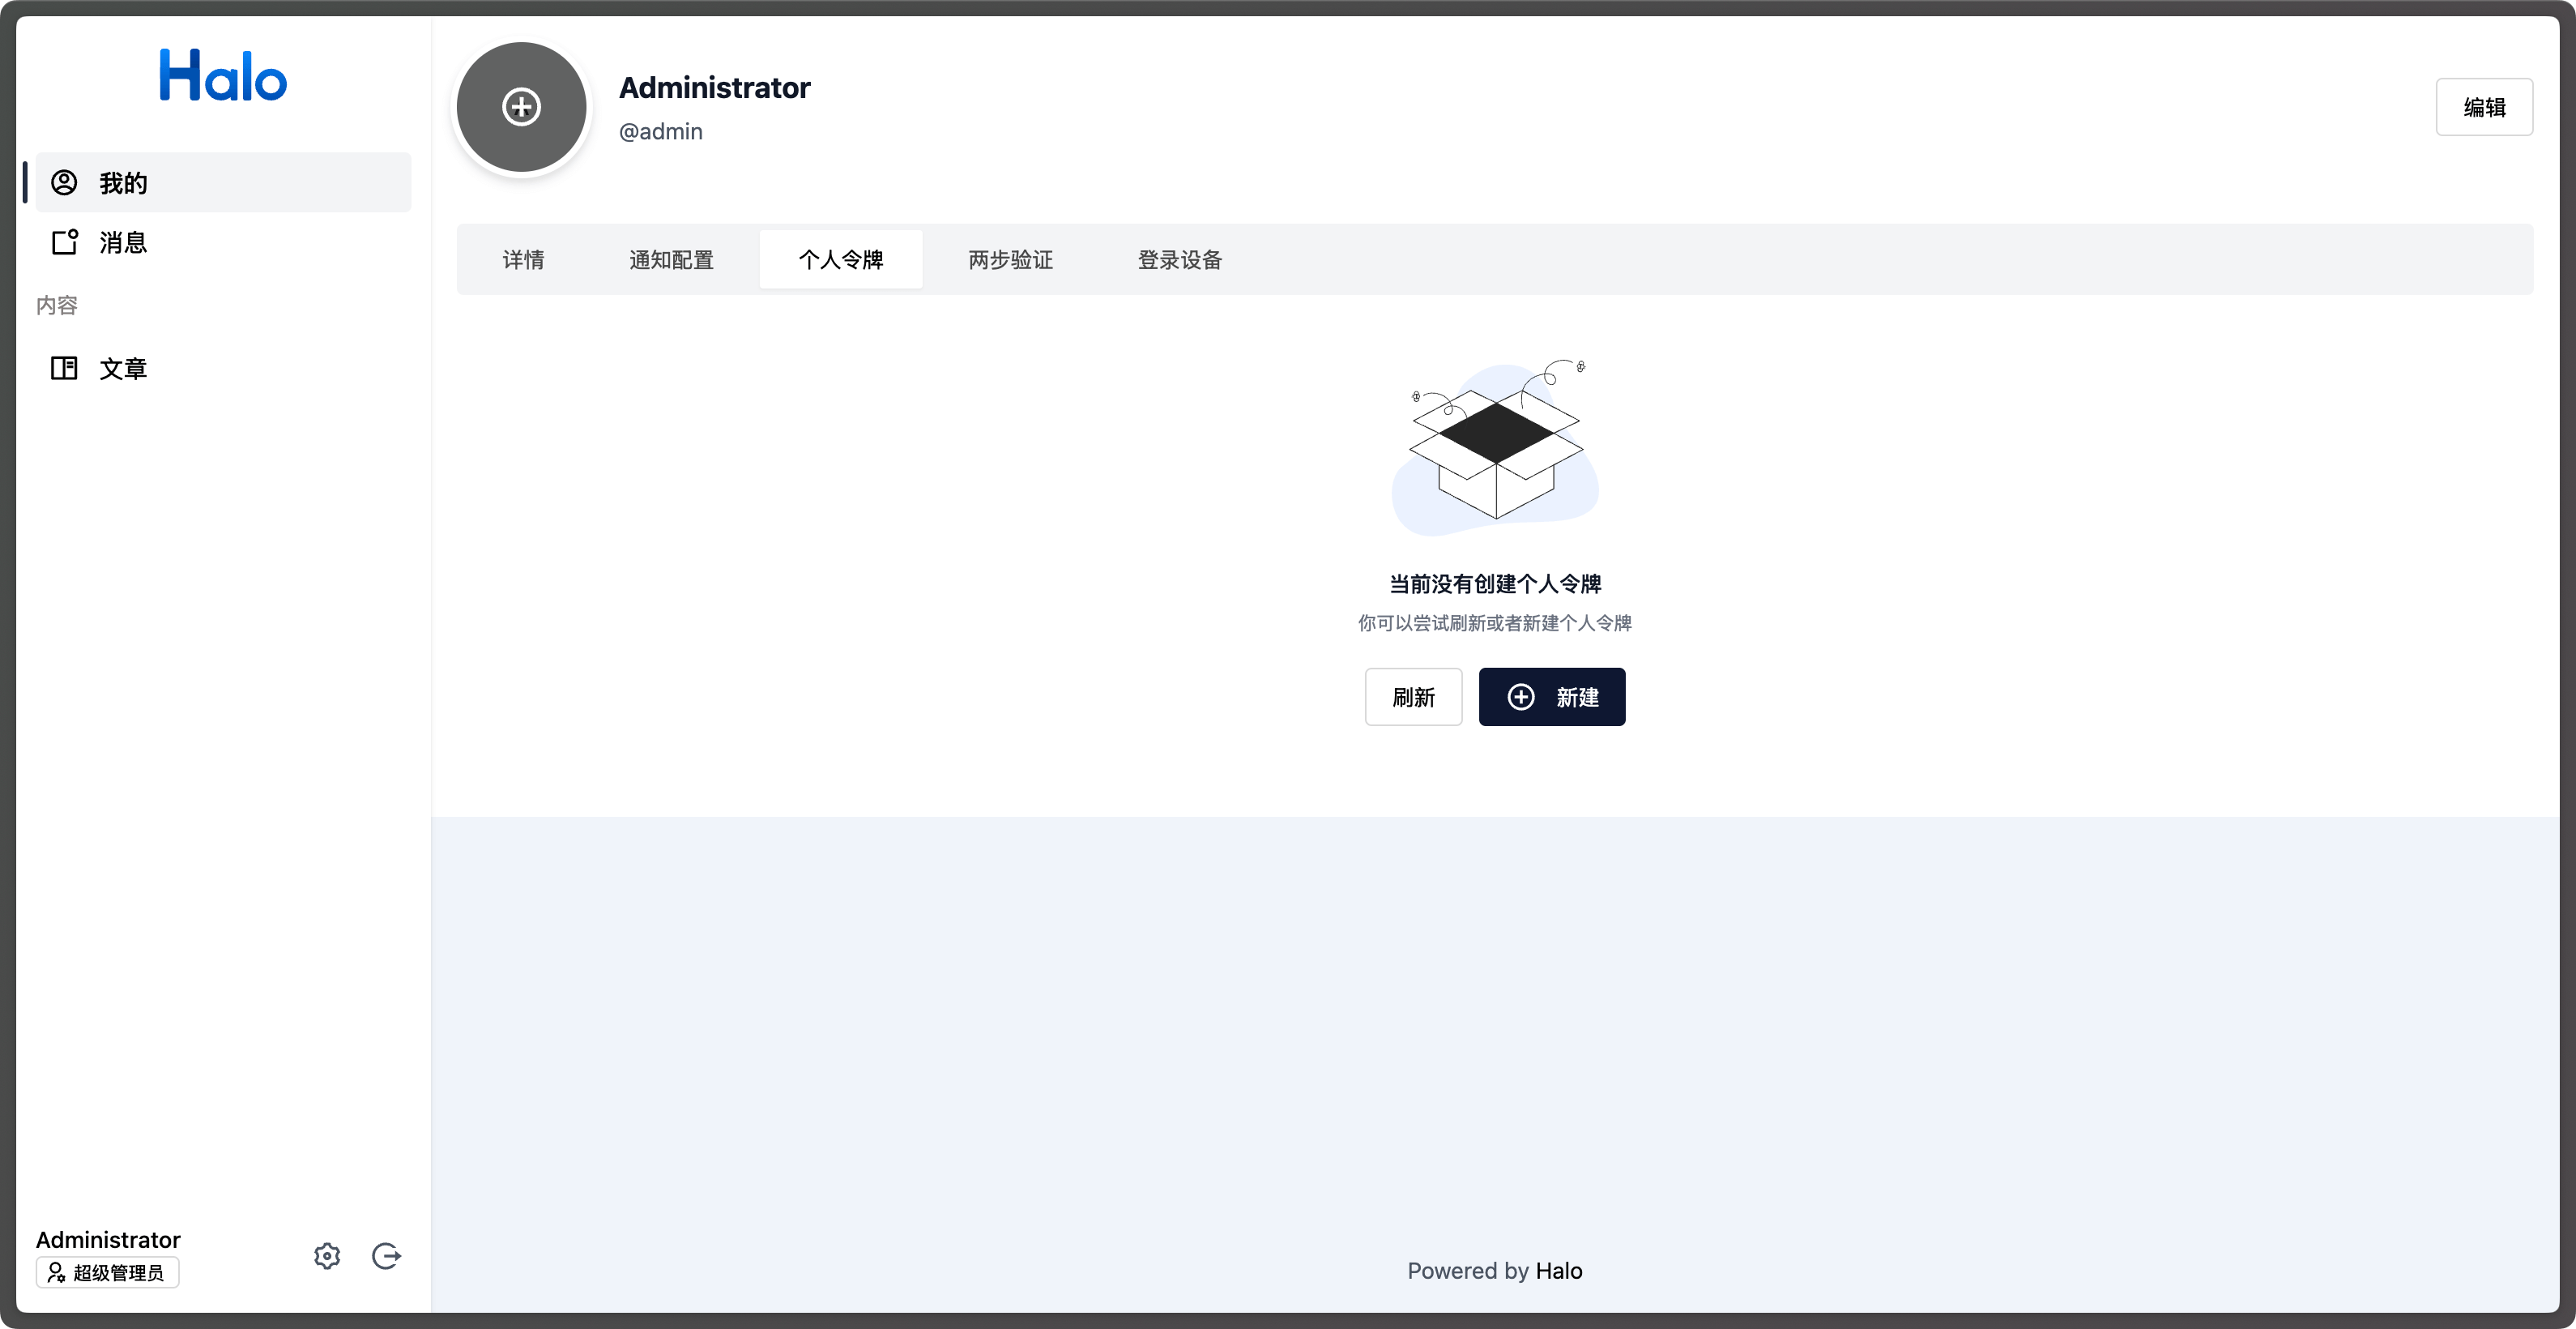 Halo
我的
消息
内容
文章
Administrator
超级管理员
Administrator
@admin
编辑
详情
通知配置
个人令牌
两步验证
登录设备
当前没有创建个人令牌
你可以尝试刷新或者新建个人令牌
刷新
新建
Powered by Halo